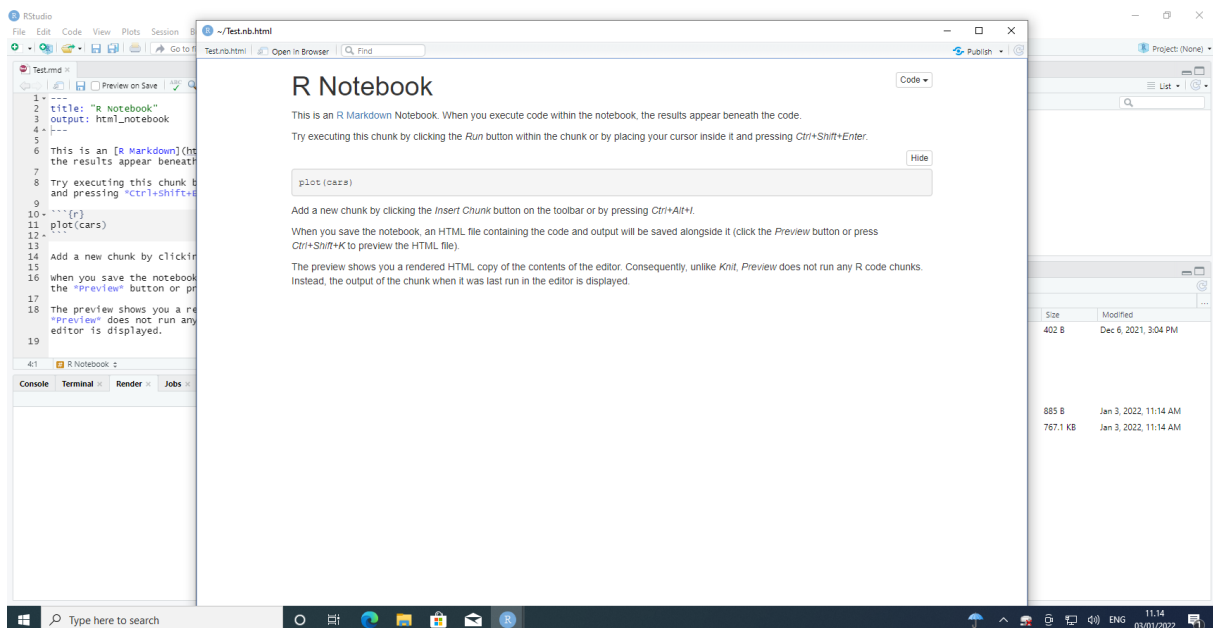 RStudio
File Edit Code View Plots Session
Go to f
Project: (None)
~/Test.nb.html
Test.nb.html Open in Browser Find Publish
Test.rmd
Preview on Save
1 ---
2 title: "R Notebook"
3 output: html_notebook
4 ---
5
6 This is an [R Markdown](ht
the results appear beneath
7
8 Try executing this chunk b
and pressing *Ctrl+Shift+E
9
10 ```{r}
11 plot(cars)
12 ```
13
14 Add a new chunk by clickin
15
16 When you save the notebook
the *Preview* button or pr
17
18 The preview shows you a re
*Preview* does not run any
editor is displayed.
19
4:1 R Notebook
Console Terminal Render Jobs
R Notebook
Code
This is an R Markdown Notebook. When you execute code within the notebook, the results appear beneath the code.
Try executing this chunk by clicking the Run button within the chunk or by placing your cursor inside it and pressing Ctrl+Shift+Enter.
Hide
plot(cars)
Add a new chunk by clicking the Insert Chunk button on the toolbar or by pressing Ctrl+Alt+I.
When you save the notebook, an HTML file containing the code and output will be saved alongside it (click the Preview button or press
Ctrl+Shift+K to preview the HTML file).
The preview shows you a rendered HTML copy of the contents of the editor. Consequently, unlike Knit, Preview does not run any R code chunks.
Instead, the output of the chunk when it was last run in the editor is displayed.
List
Size Modified
402 B Dec 6, 2021, 3:04 PM
885 B Jan 3, 2022, 11:14 AM
767.1 KB Jan 3, 2022, 11:14 AM
Type here to search
ENG
11.14
03/01/2022